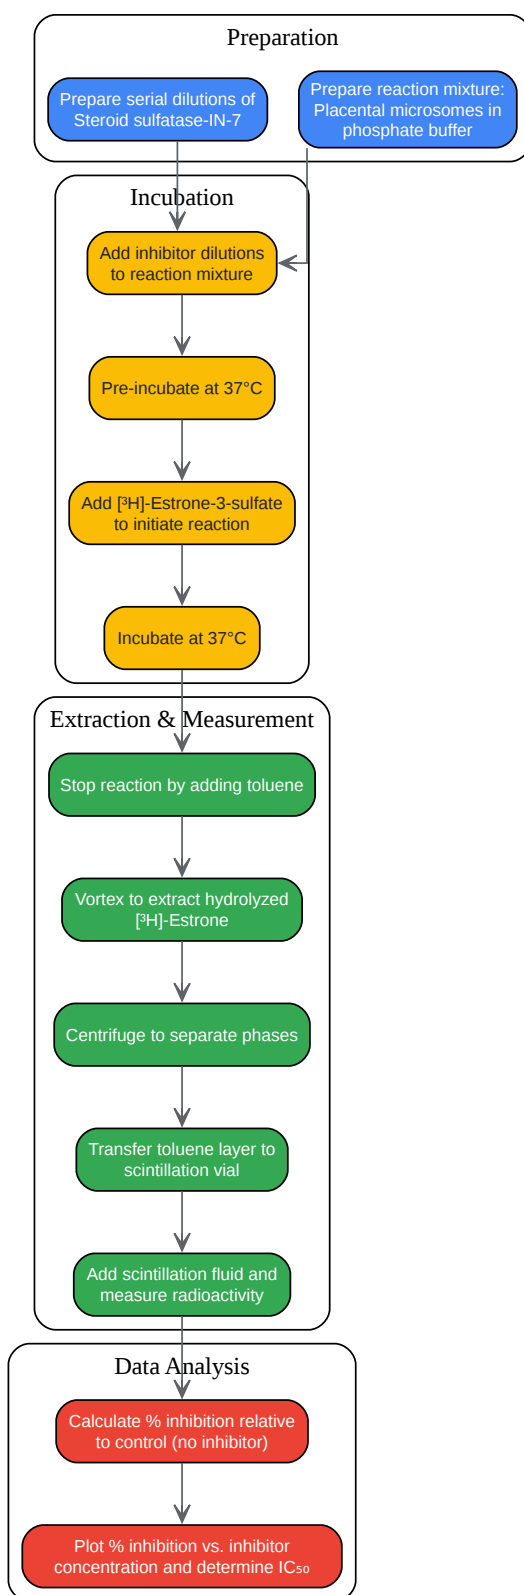 Preparation
Prepare serial dilutions of
Steroid sulfatase-IN-7
Prepare reaction mixture:
Placental microsomes in
phosphate buffer
Incubation
Add inhibitor dilutions
to reaction mixture
Pre-incubate at 37°C
Add [³H]-Estrone-3-sulfate
to initiate reaction
Incubate at 37°C
Extraction & Measurement
Stop reaction by adding toluene
Vortex to extract hydrolyzed
[³H]-Estrone
Centrifuge to separate phases
Transfer toluene layer to
scintillation vial
Add scintillation fluid and
measure radioactivity
Data Analysis
Calculate % inhibition relative
to control (no inhibitor)
Plot % inhibition vs. inhibitor
concentration and determine IC₅₀